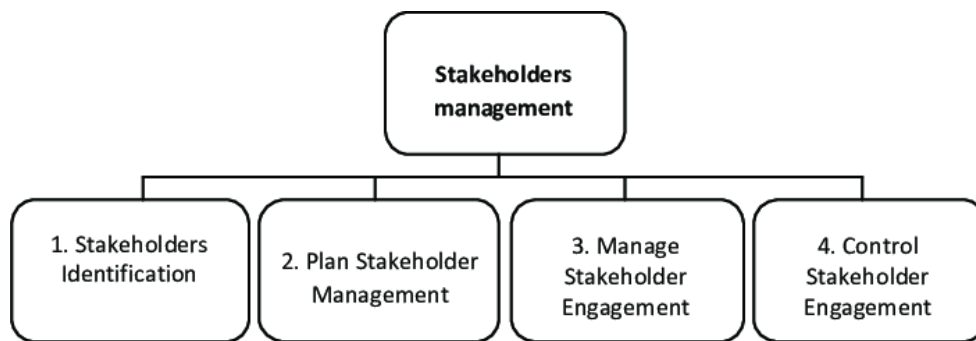 Stakeholders
management
1. Stakeholders
Identification
2. Plan Stakeholder
Management
3. Manage
Stakeholder
Engagement
4. Control
Stakeholder
Engagement